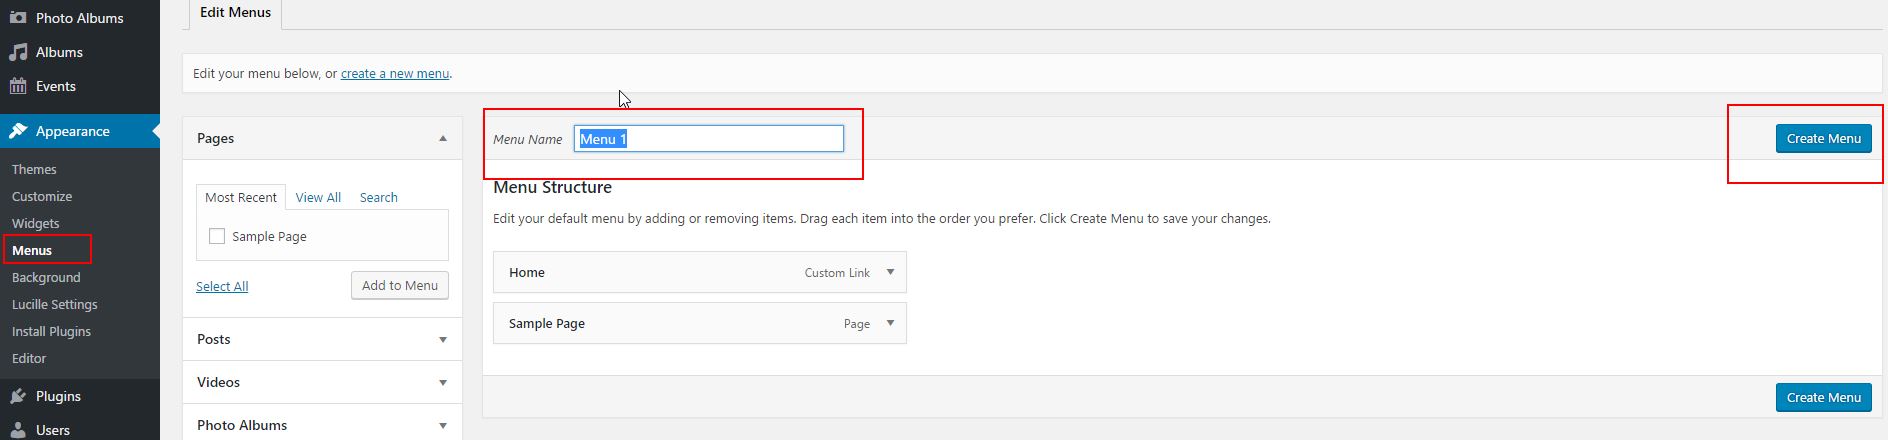 Photo Albums
Albums
Events
Appearance
Themes
Customize
Widgets
Menus
Background
Lucille Settings
Install Plugins
Editor
Plugins
Users
Edit Menus
Edit your menu below, or create a new menu.
Pages
Most Recent View All Search
Sample Page
Select All Add to Menu
Posts
Videos
Photo Albums
Menu Name Menu 1 Create Menu
Menu Structure
Edit your default menu by adding or removing items. Drag each item into the order you prefer. Click Create Menu to save your changes.
Home Custom Link
Sample Page Page
Create Menu